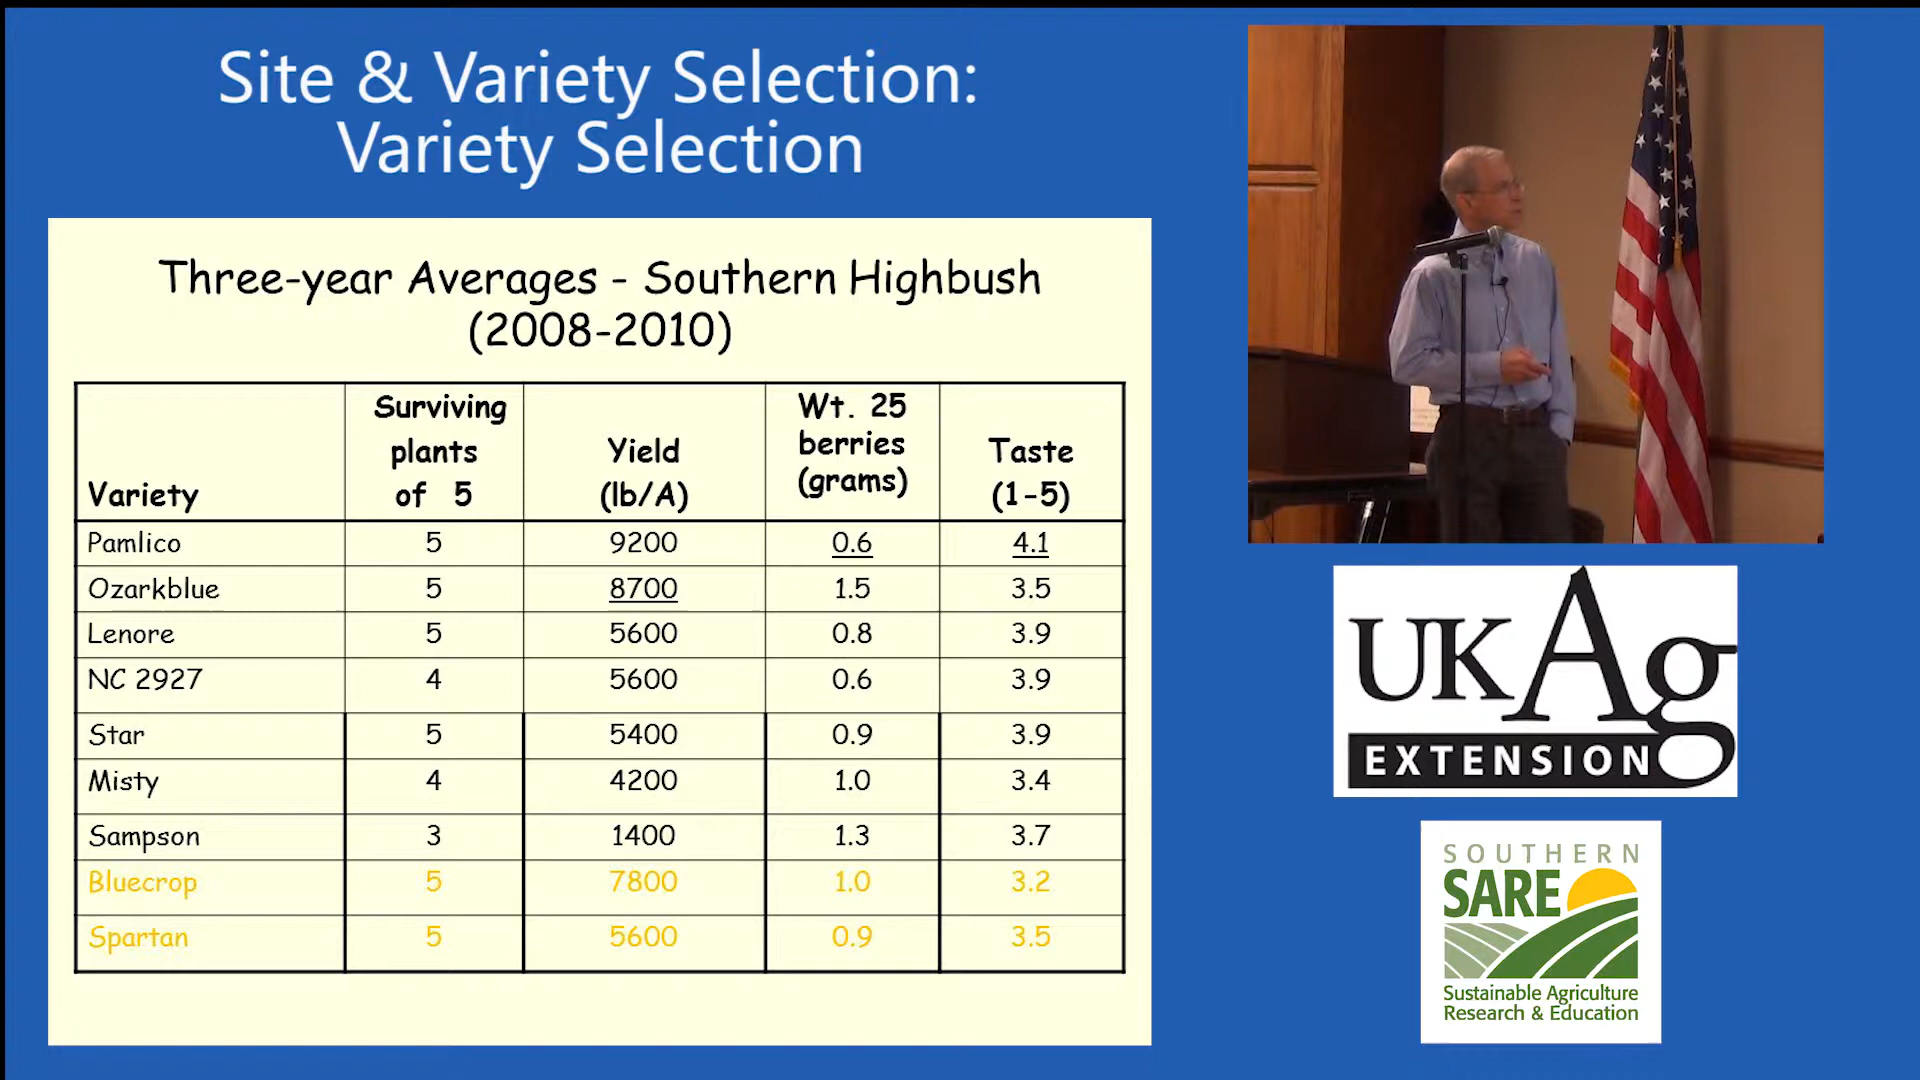 Site & Variety Selection:
Variety Selection
Three-year Averages - Southern Highbush
(2008-2010)
Variety Surviving plants of 5 Yield (lb/A) Wt. 25 berries (grams) Taste (1-5)
Pamlico 5 9200 0.6 4.1
Ozarkblue 5 8700 1.5 3.5
Lenore 5 5600 0.8 3.9
NC 2927 4 5600 0.6 3.9
Star 5 5400 0.9 3.9
Misty 4 4200 1.0 3.4
Sampson 3 1400 1.3 3.7
Bluecrop 5 7800 1.0 3.2
Spartan 5 5600 0.9 3.5
UKAg
EXTENSION
SOUTHERN
SARE
Sustainable Agriculture
Research & Education